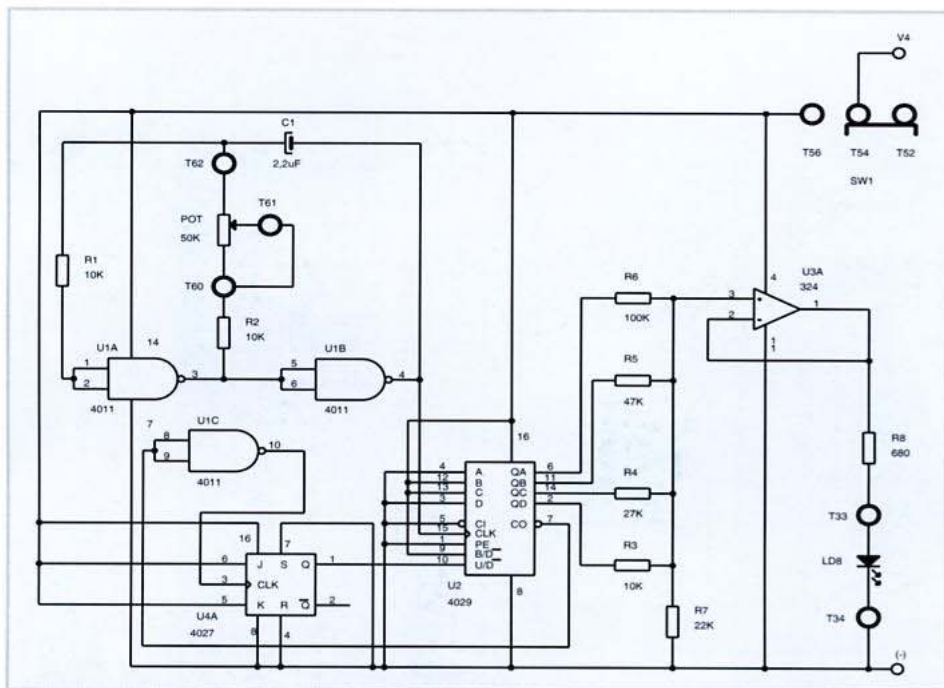 V4
C1
2,2uF
T62
T56
T54
T52
SW1
T61
POT
50K
R1
10K
T60
R6
100K
4
U3A
324
3
2
1
1
1
R2
10K
U1A
14
1
2
3
4011
U1B
5
6
4
4011
R5
47K
7
U1C
8
9
10
4011
16
R8
680
4
12
13
3
5
15
1
9
10
A
B
C
D
CI
CLK
PE
B/D
U/D
QA
QB
QC
QD
CO
6
11
14
2
7
R4
27K
T33
16
7
6
3
5
J
S
Q
CLK
K
R
Q
1
2
U4A
4027
8
4
U2
4029
8
R3
10K
LD8
R7
22K
T34
(-)